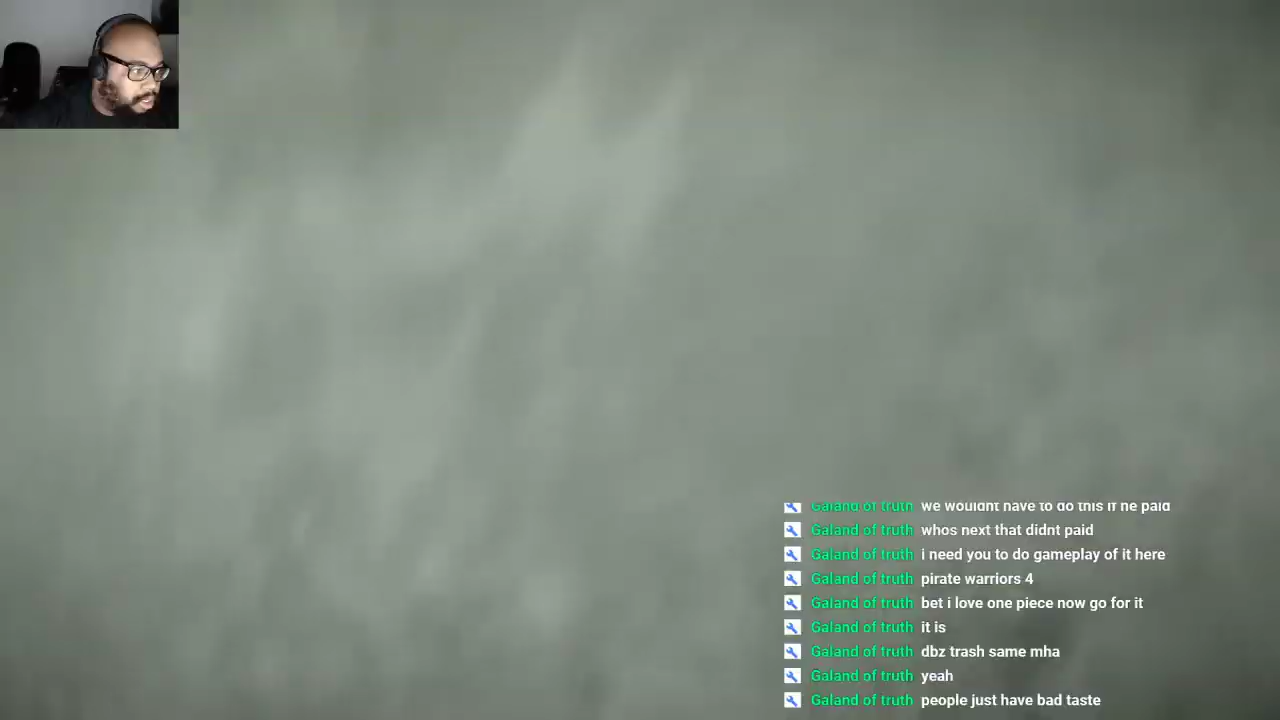 Galand of truth we wouldnt have to do this if he paid
Galand of truth whos next that didnt paid
Galand of truth i need you to do gameplay of it here
Galand of truth pirate warriors 4
Galand of truth bet i love one piece now go for it
Galand of truth it is
Galand of truth dbz trash same mha
Galand of truth yeah
Galand of truth people just have bad taste